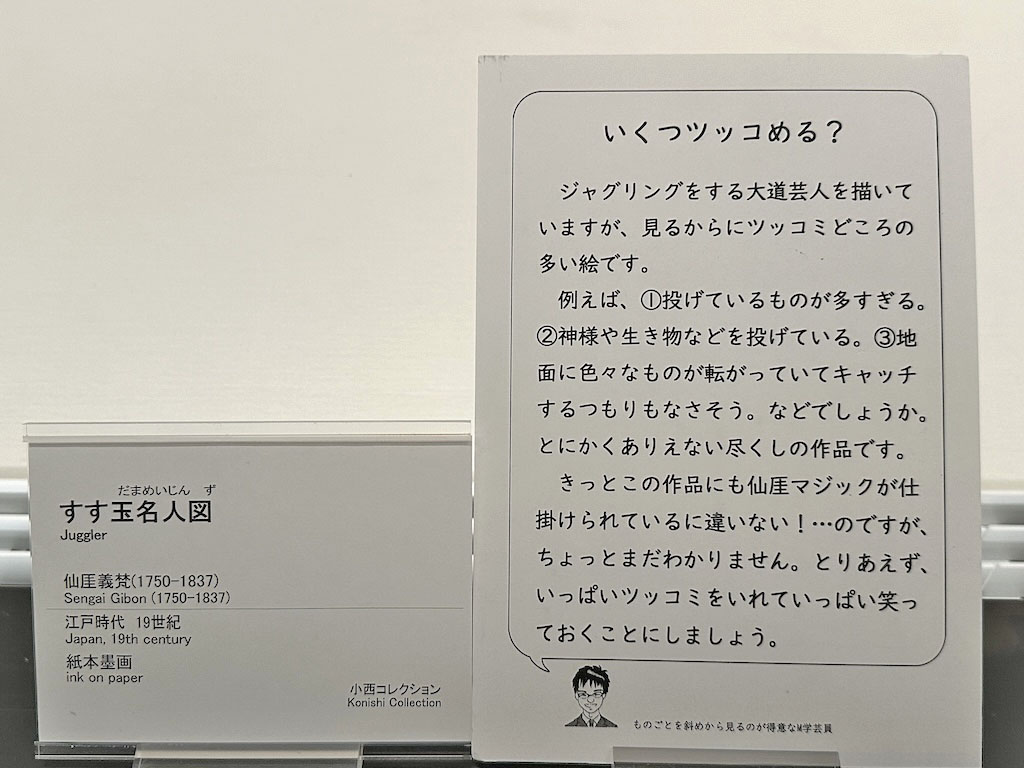 だまめいじん ず
すす玉名人図
Juggler
仙厓義梵(1750-1837)
Sengai Gibon (1750-1837)
江戸時代 19世紀
Japan, 19th century
紙本墨画
ink on paper
小西コレクション
Konishi Collection
いくつツッコめる？
ジャグリングをする大道芸人を描いて
いますが、見るからにツッコミどころの
多い絵です。
例えば、①投げているものが多すぎる。
②神様や生き物などを投げている。③地
面に色々なものが転がっていてキャッチ
するつもりもなさそう。などでしょうか。
とにかくありえない尽くしの作品です。
きっとこの作品にも仙厓マジックが仕
掛けられているに違いない！…のですが、
ちょっとまだわかりません。とりあえず、
いっぱいツッコミをいれていっぱい笑っ
ておくことにしましょう。
ものごとを斜めから見るのが得意なM学芸員